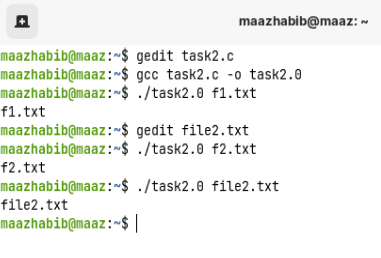 maazhabib@maaz: ~
maazhabib@maaz:~$ gedit task2.c
maazhabib@maaz:~$ gcc task2.c -o task2.0
maazhabib@maaz:~$ ./task2.0 f1.txt
f1.txt
maazhabib@maaz:~$ gedit file2.txt
maazhabib@maaz:~$ ./task2.0 f2.txt
f2.txt
maazhabib@maaz:~$ ./task2.0 file2.txt
file2.txt
maazhabib@maaz:~$